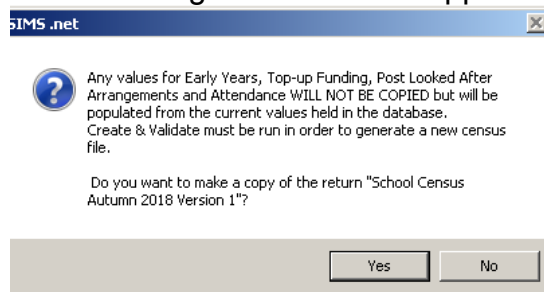 SIMS .net
Any values for Early Years, Top-up Funding, Post Looked After
Arrangements and Attendance WILL NOT BE COPIED but will be
populated from the current values held in the database.
Create & Validate must be run in order to generate a new census
file.
Do you want to make a copy of the return "School Census
Autumn 2018 Version 1"?
Yes No